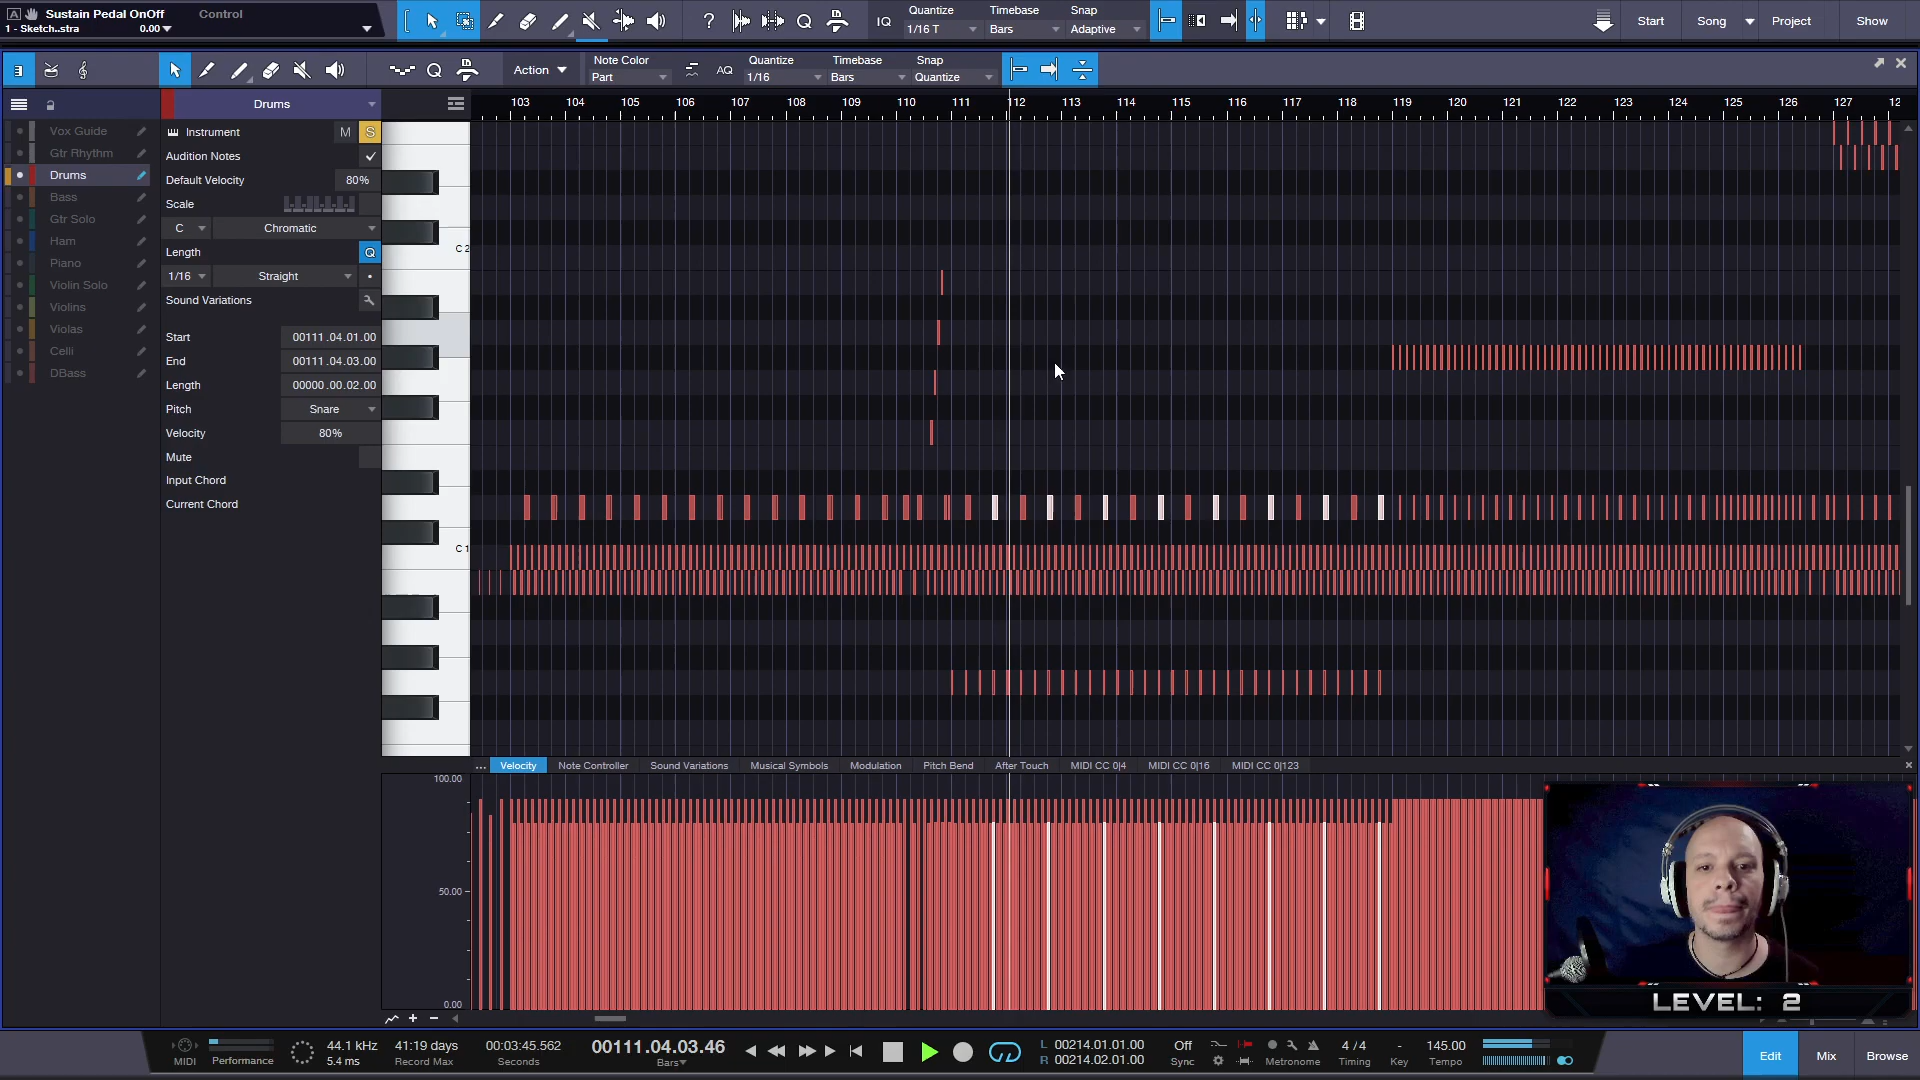 Sustain Pedal OnOff
Control
1 - Sketch..stra
0.00
?
IQ
Quantize
1/16 T
Timebase
Bars
Snap
Adaptive
Start
Song
Project
Show
Action
Note Color
Part
AQ
Quantize
1/16
Timebase
Bars
Snap
Quantize
Vox Guide
Gtr Rhythm
Drums
Bass
Gtr Solo
Ham
Piano
Violin Solo
Violins
Violas
Celli
DBass
Drums
Instrument
M
S
Audition Notes
Default Velocity
80%
Scale
C
Chromatic
Length
Q
1/16
Straight
Sound Variations
Start
00111.04.01.00
End
00111.04.03.00
Length
00000.00.02.00
Pitch
Snare
Velocity
80%
Mute
Input Chord
Current Chord
103 104 105 106 107 108 109 110 111 112 113 114 115 116 117 118 119 120 121 122 123 124 125 126 127 12
C 2
C 1
... Velocity Note Controller Sound Variations Musical Symbols Modulation Pitch Bend After Touch MIDI CC 0|4 MIDI CC 0|16 MIDI CC 0|123
100.00
50.00
0.00
LEVEL: 2
MIDI
Performance
44.1 kHz
5.4 ms
41:19 days
Record Max
00:03:45.562
Seconds
00111.04.03.46
Bars
L 00214.01.01.00
R 00214.02.01.00
Off
Sync
Metronome
4 / 4
Timing
-
Key
145.00
Tempo
Edit
Mix
Browse